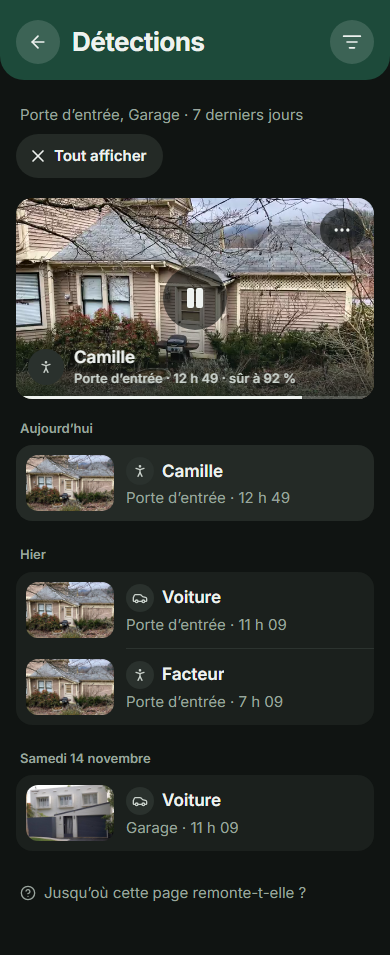 Détections
Porte d’entrée, Garage · 7 derniers jours
Tout afficher
Camille
Porte d’entrée · 12 h 49 · sûr à 92 %
Aujourd’hui
Camille
Porte d’entrée · 12 h 49
Hier
Voiture
Porte d’entrée · 11 h 09
Facteur
Porte d’entrée · 7 h 09
Samedi 14 novembre
Voiture
Garage · 11 h 09
Jusqu’où cette page remonte-t-elle ?